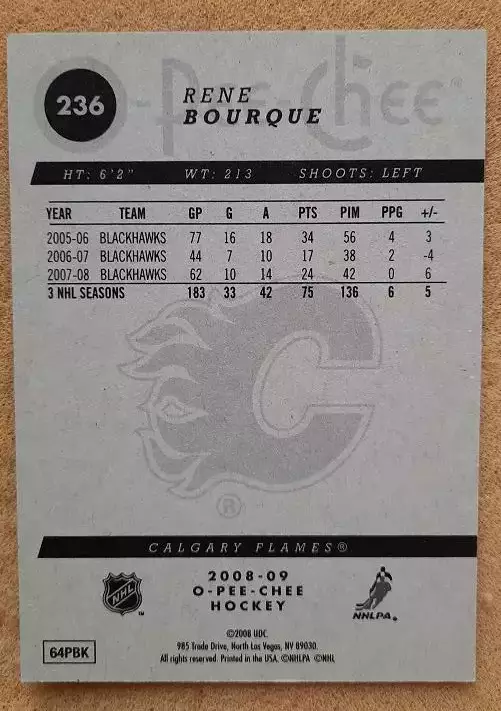 O-Pee-Chee
236
RENE
BOURQUE
HT: 6'2" WT: 213 SHOOTS: LEFT
YEAR TEAM GP G A PTS PIM PPG +/-
2005-06 BLACKHAWKS 77 16 18 34 56 4 3
2006-07 BLACKHAWKS 44 7 10 17 38 2 -4
2007-08 BLACKHAWKS 62 10 14 24 42 0 6
3 NHL SEASONS 183 33 42 75 136 6 5
C
®
CALGARY FLAMES®
NHL
™
2008-09
O-PEE-CHEE
HOCKEY
NHLPA
©2008 UDC.
985 Trade Drive, North Las Vegas, NV 89030.
All rights reserved. Printed in the USA. ©NHLPA ©NHL
64PBK